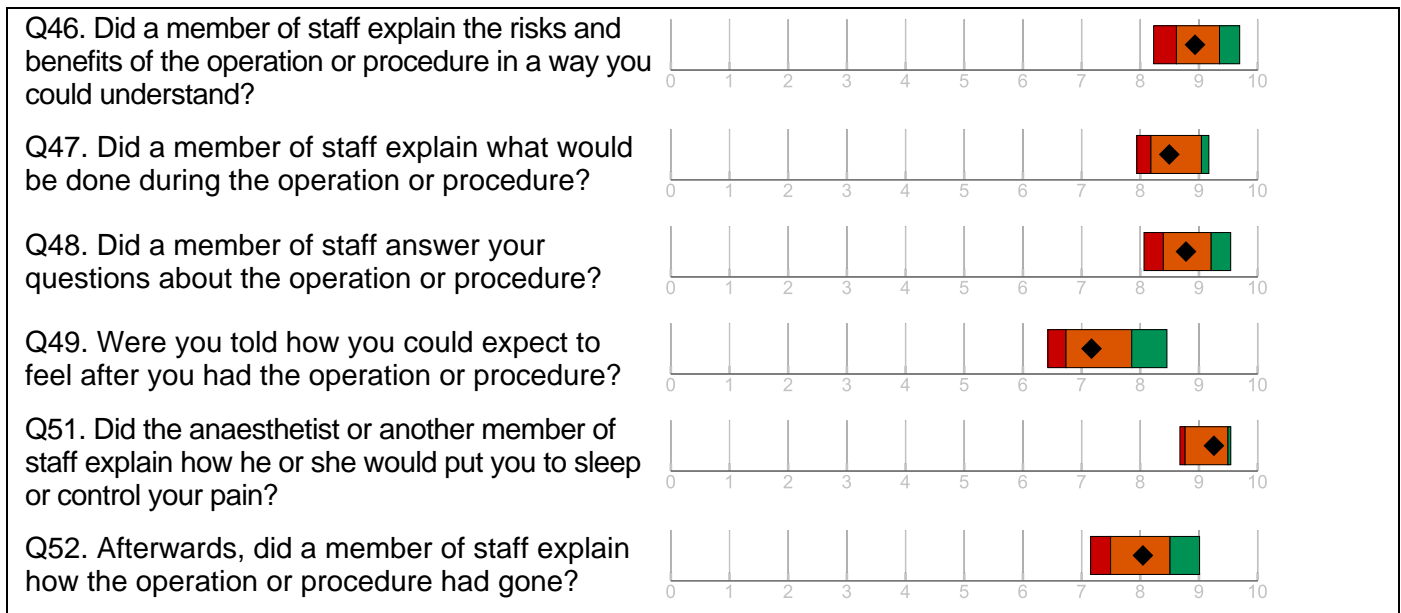 Q46. Did a member of staff explain the risks and
benefits of the operation or procedure in a way you
could understand?
0 1 2 3 4 5 6 7 8 9 10
Q47. Did a member of staff explain what would
be done during the operation or procedure?
0 1 2 3 4 5 6 7 8 9 10
Q48. Did a member of staff answer your
questions about the operation or procedure?
0 1 2 3 4 5 6 7 8 9 10
Q49. Were you told how you could expect to
feel after you had the operation or procedure?
0 1 2 3 4 5 6 7 8 9 10
Q51. Did the anaesthetist or another member of
staff explain how he or she would put you to sleep
or control your pain?
0 1 2 3 4 5 6 7 8 9 10
Q52. Afterwards, did a member of staff explain
how the operation or procedure had gone?
0 1 2 3 4 5 6 7 8 9 10